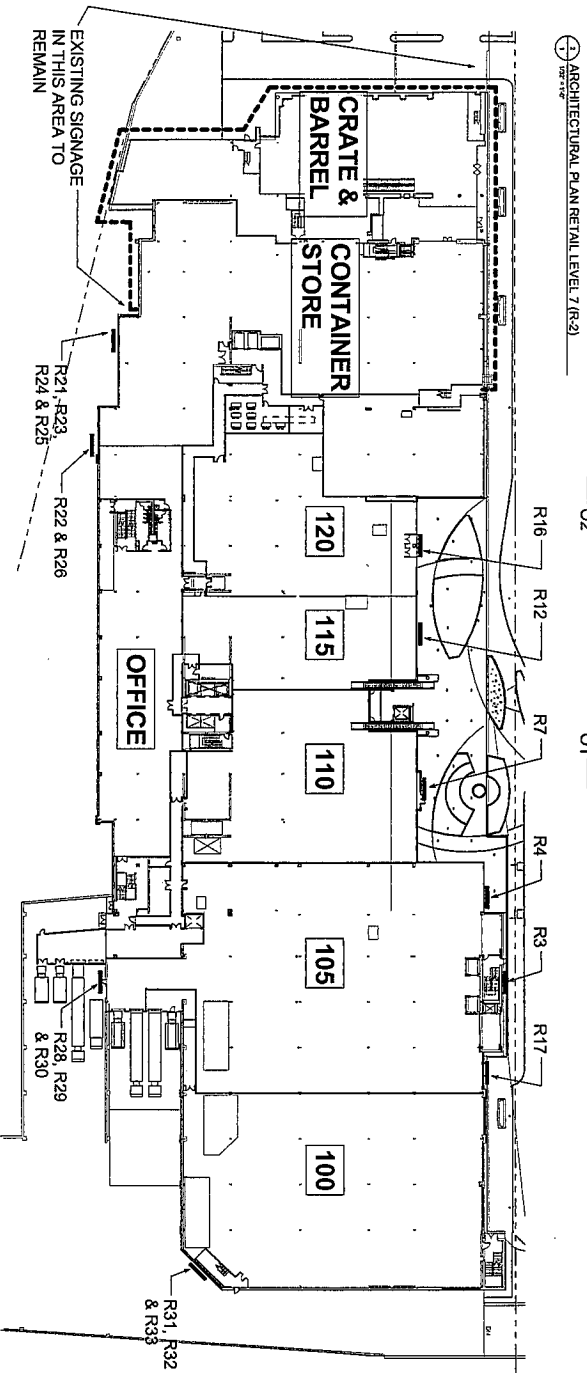 2
1
ARCHITECTURAL PLAN RETAIL LEVEL 7 (R-2)
R16
R12
R7
R4
R3
R17
CRATE &
BARREL
CONTAINER
STORE
120
115
110
105
100
OFFICE
EXISTING SIGNAGE
IN THIS AREA TO
REMAIN
R21, R23,
R24 & R25
R22 & R26
R28, R29
& R30
R31, R32
& R33